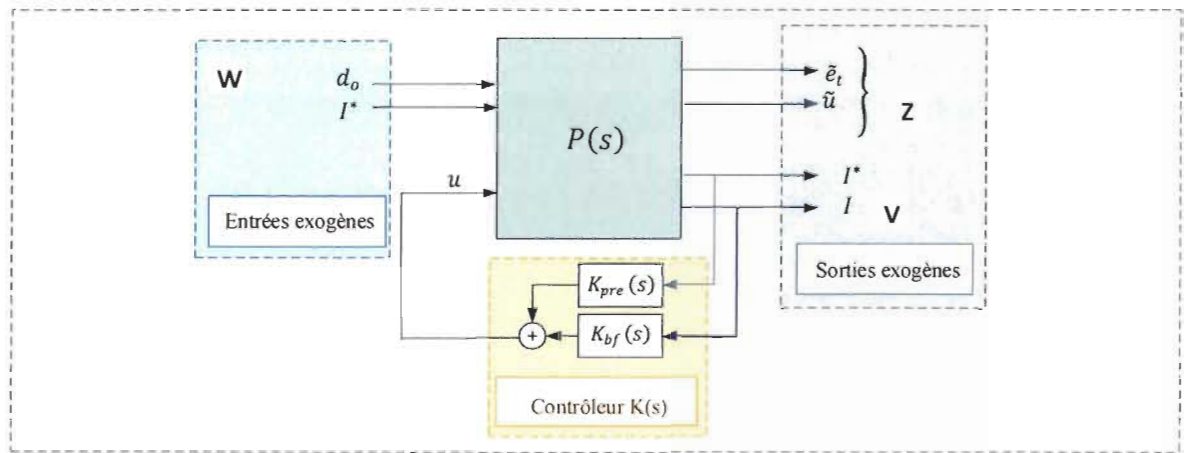 W
d_o
I*
u
Entrées exogènes
P(s)
ẽ_t
ũ
Z
I*
I
V
Sorties exogènes
K_pre (s)
+
K_bf (s)
Contrôleur K(s)